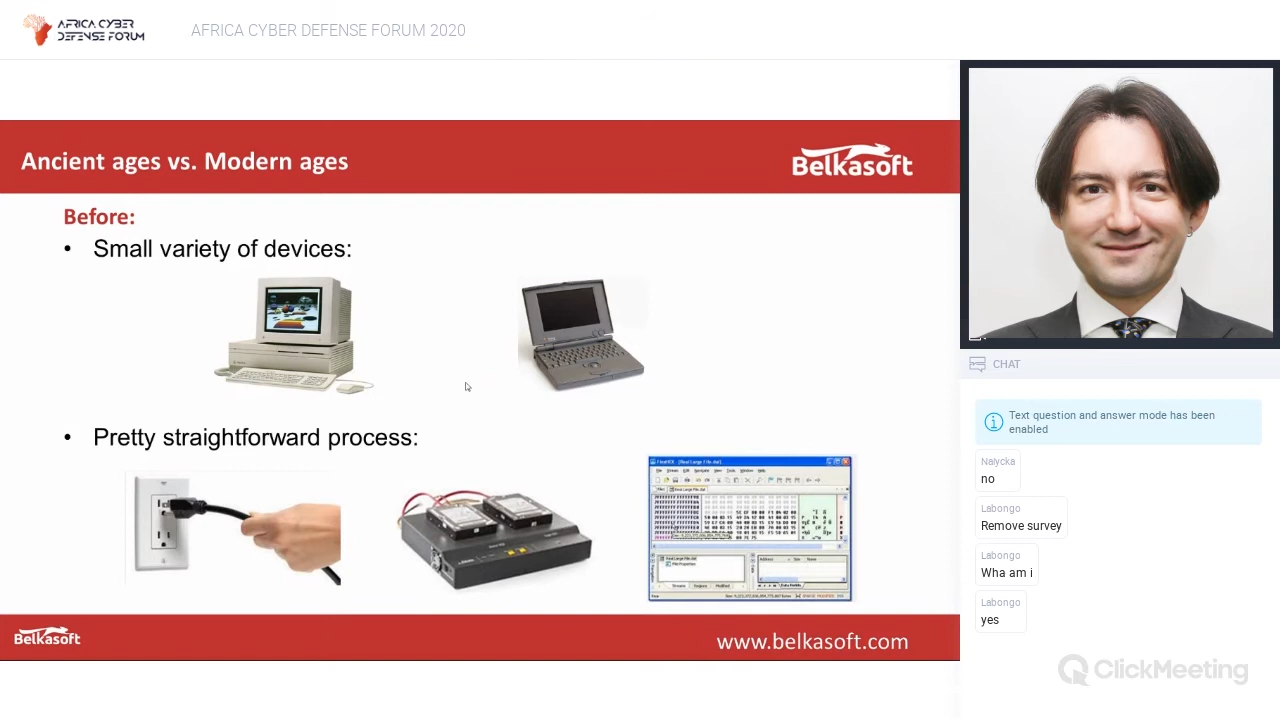 AFRICA CYBER
DEFENSE FORUM
AFRICA CYBER DEFENSE FORUM 2020
Ancient ages vs. Modern ages
Belkasoft
Before:
• Small variety of devices:
• Pretty straightforward process:
Belkasoft
www.belkasoft.com
CHAT
Text question and answer mode has been
enabled
Nalycka
no
Labongo
Remove survey
Labongo
Wha am i
Labongo
yes
ClickMeeting